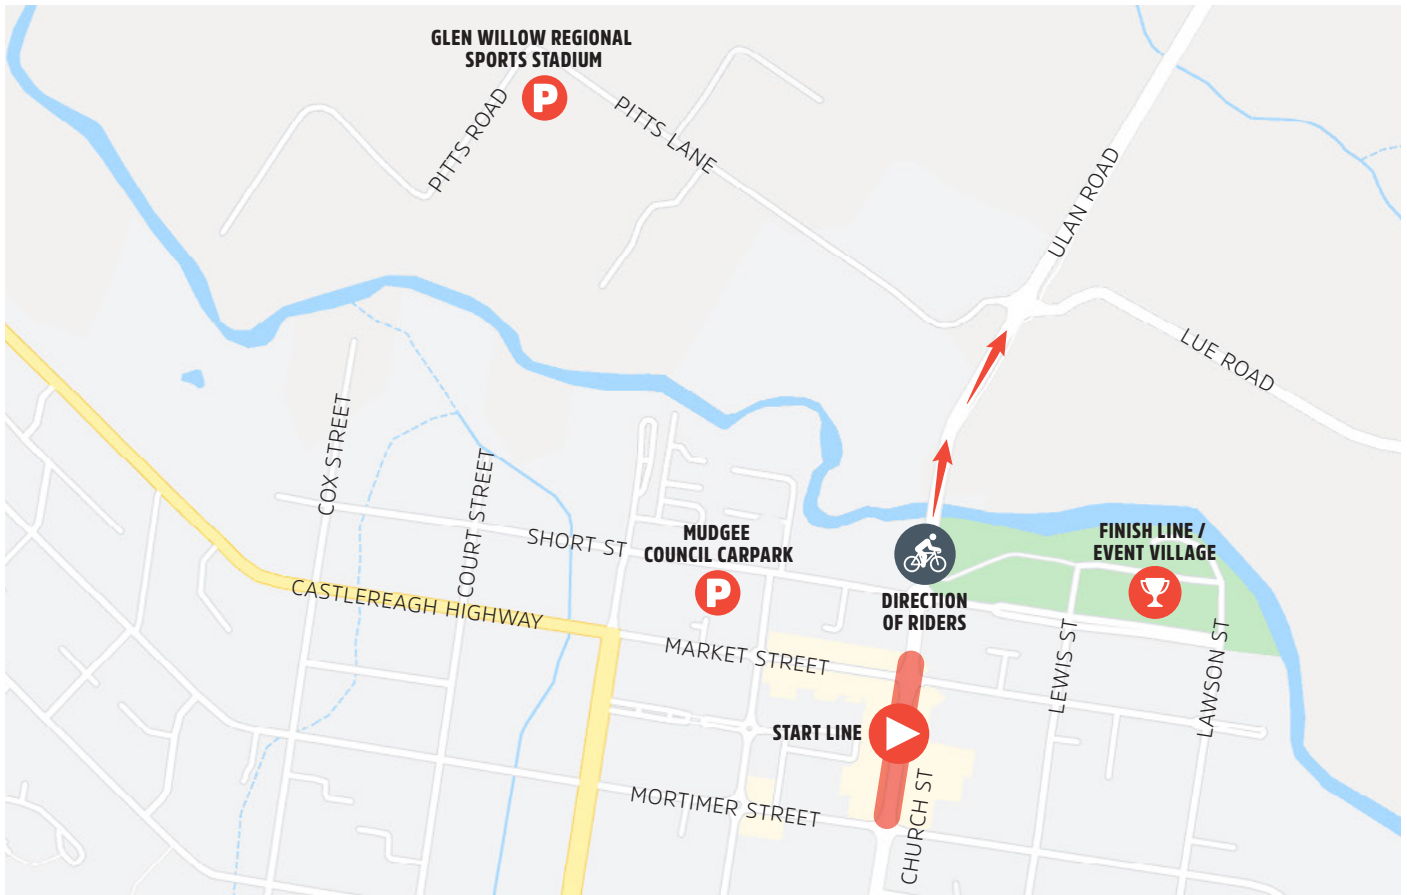 GLEN WILLOW REGIONAL
SPORTS STADIUM
P
PITTS ROAD
PITTS LANE
ULAN ROAD
LUE ROAD
COX STREET
COURT STREET
SHORT ST
MUDGEE
COUNCIL CARPARK
P
FINISH LINE /
EVENT VILLAGE
DIRECTION
OF RIDERS
CASTLEREAGH HIGHWAY
MARKET STREET
LEWIS ST
LAWSON ST
START LINE
MORTIMER STREET
CHURCH ST